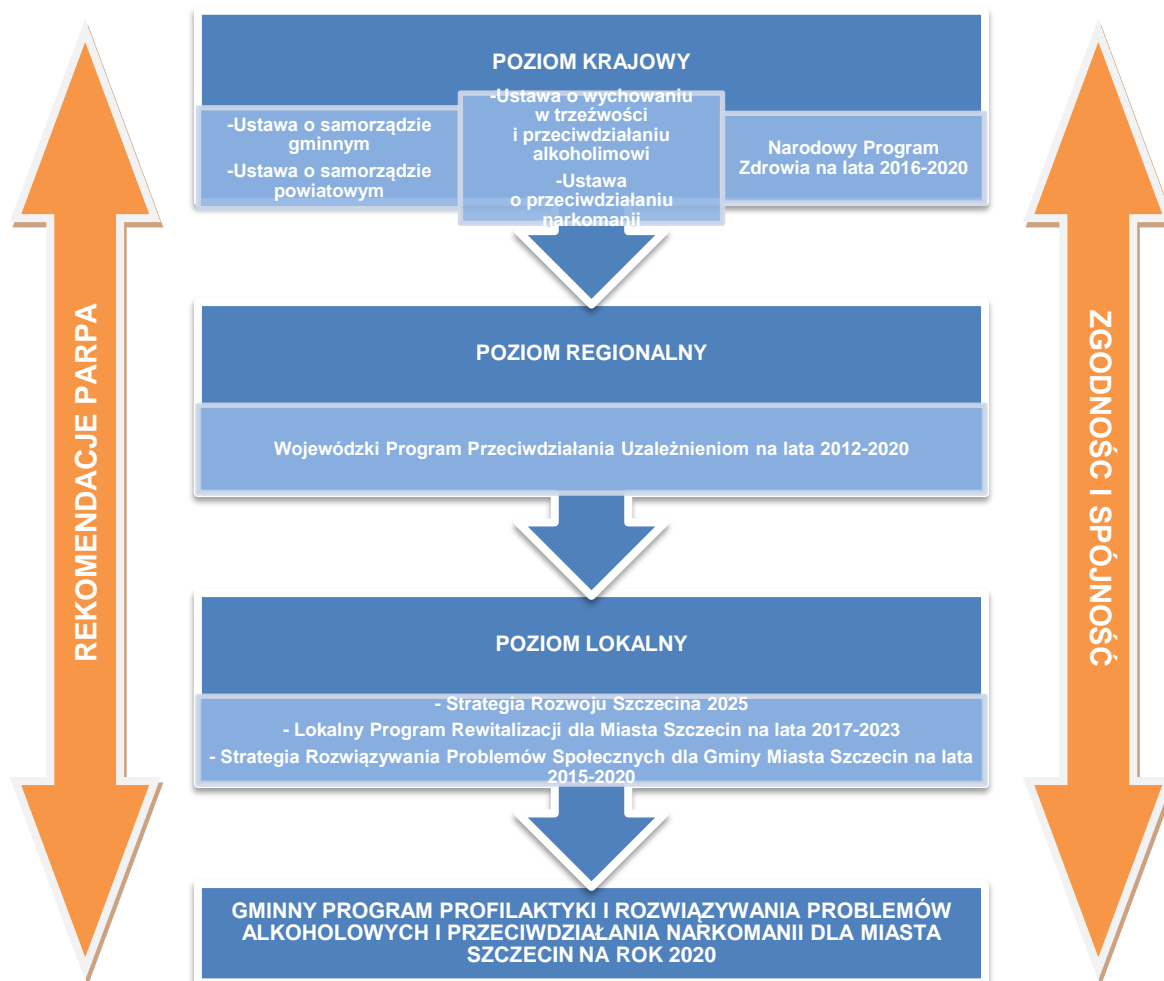 POZIOM KRAJOWY
-Ustawa o samorządzie
gminnym
-Ustawa o samorządzie
powiatowym
-Ustawa o wychowaniu
w trzeźwości
i przeciwdziałaniu
alkoholimowi
-Ustawa
o przeciwdziałaniu
narkomanii
Narodowy Program
Zdrowia na lata 2016-2020
REKOMENDACJE PARPA
ZGODNOŚC I SPÓJNOŚĆ
POZIOM REGIONALNY
Wojewódzki Program Przeciwdziałania Uzależnieniom na lata 2012-2020
POZIOM LOKALNY
- Strategia Rozwoju Szczecina 2025
- Lokalny Program Rewitalizacji dla Miasta Szczecin na lata 2017-2023
- Strategia Rozwiązywania Problemów Społecznych dla Gminy Miasta Szczecin na lata
2015-2020
GMINNY PROGRAM PROFILAKTYKI I ROZWIĄZYWANIA PROBLEMÓW
ALKOHOLOWYCH I PRZECIWDZIAŁANIA NARKOMANII DLA MIASTA
SZCZECIN NA ROK 2020